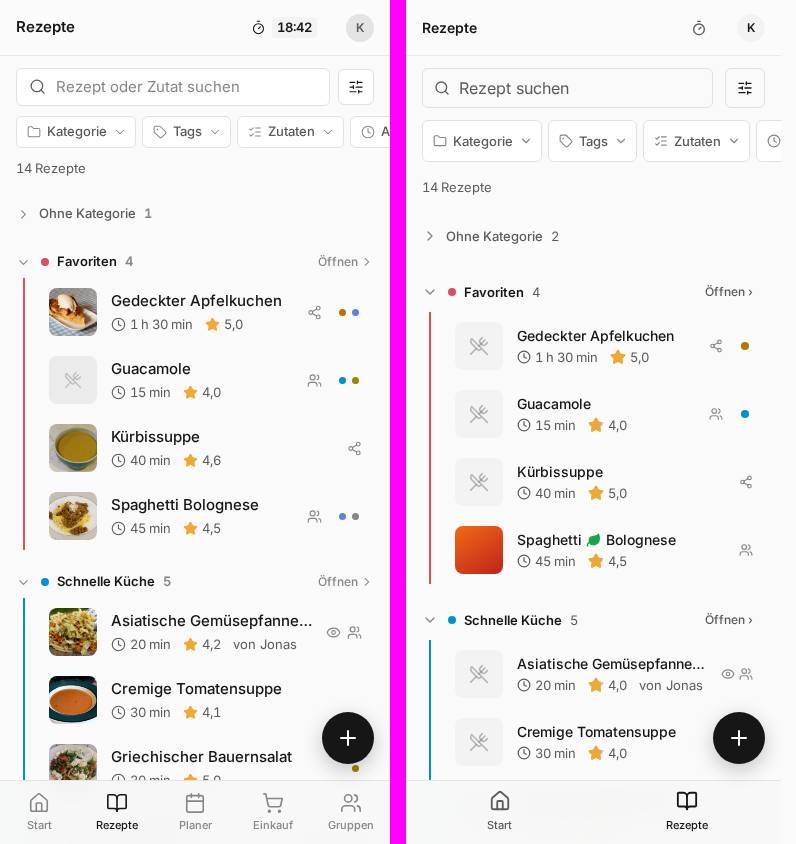 Rezepte
18:42
K
Rezept oder Zutat suchen
Kategorie
Tags
Zutaten
A
14 Rezepte
Ohne Kategorie 1
Favoriten 4
Öffnen
Gedeckter Apfelkuchen
1 h 30 min 5,0
Guacamole
15 min 4,0
Kürbissuppe
40 min 4,6
Spaghetti Bolognese
45 min 4,5
Schnelle Küche 5
Öffnen
Asiatische Gemüsepfanne...
20 min 4,2 von Jonas
Cremige Tomatensuppe
30 min 4,1
Griechischer Bauernsalat
20 min 5,0
Start
Rezepte
Planer
Einkauf
Gruppen
Rezepte
K
Rezept suchen
Kategorie
Tags
Zutaten
14 Rezepte
Ohne Kategorie 2
Favoriten 4
Öffnen ›
Gedeckter Apfelkuchen
1 h 30 min 5,0
Guacamole
15 min 4,0
Kürbissuppe
40 min 5,0
Spaghetti Bolognese
45 min 4,5
Schnelle Küche 5
Öffnen ›
Asiatische Gemüsepfanne...
20 min 4,0 von Jonas
Cremige Tomatensuppe
30 min 4,0
Start
Rezepte